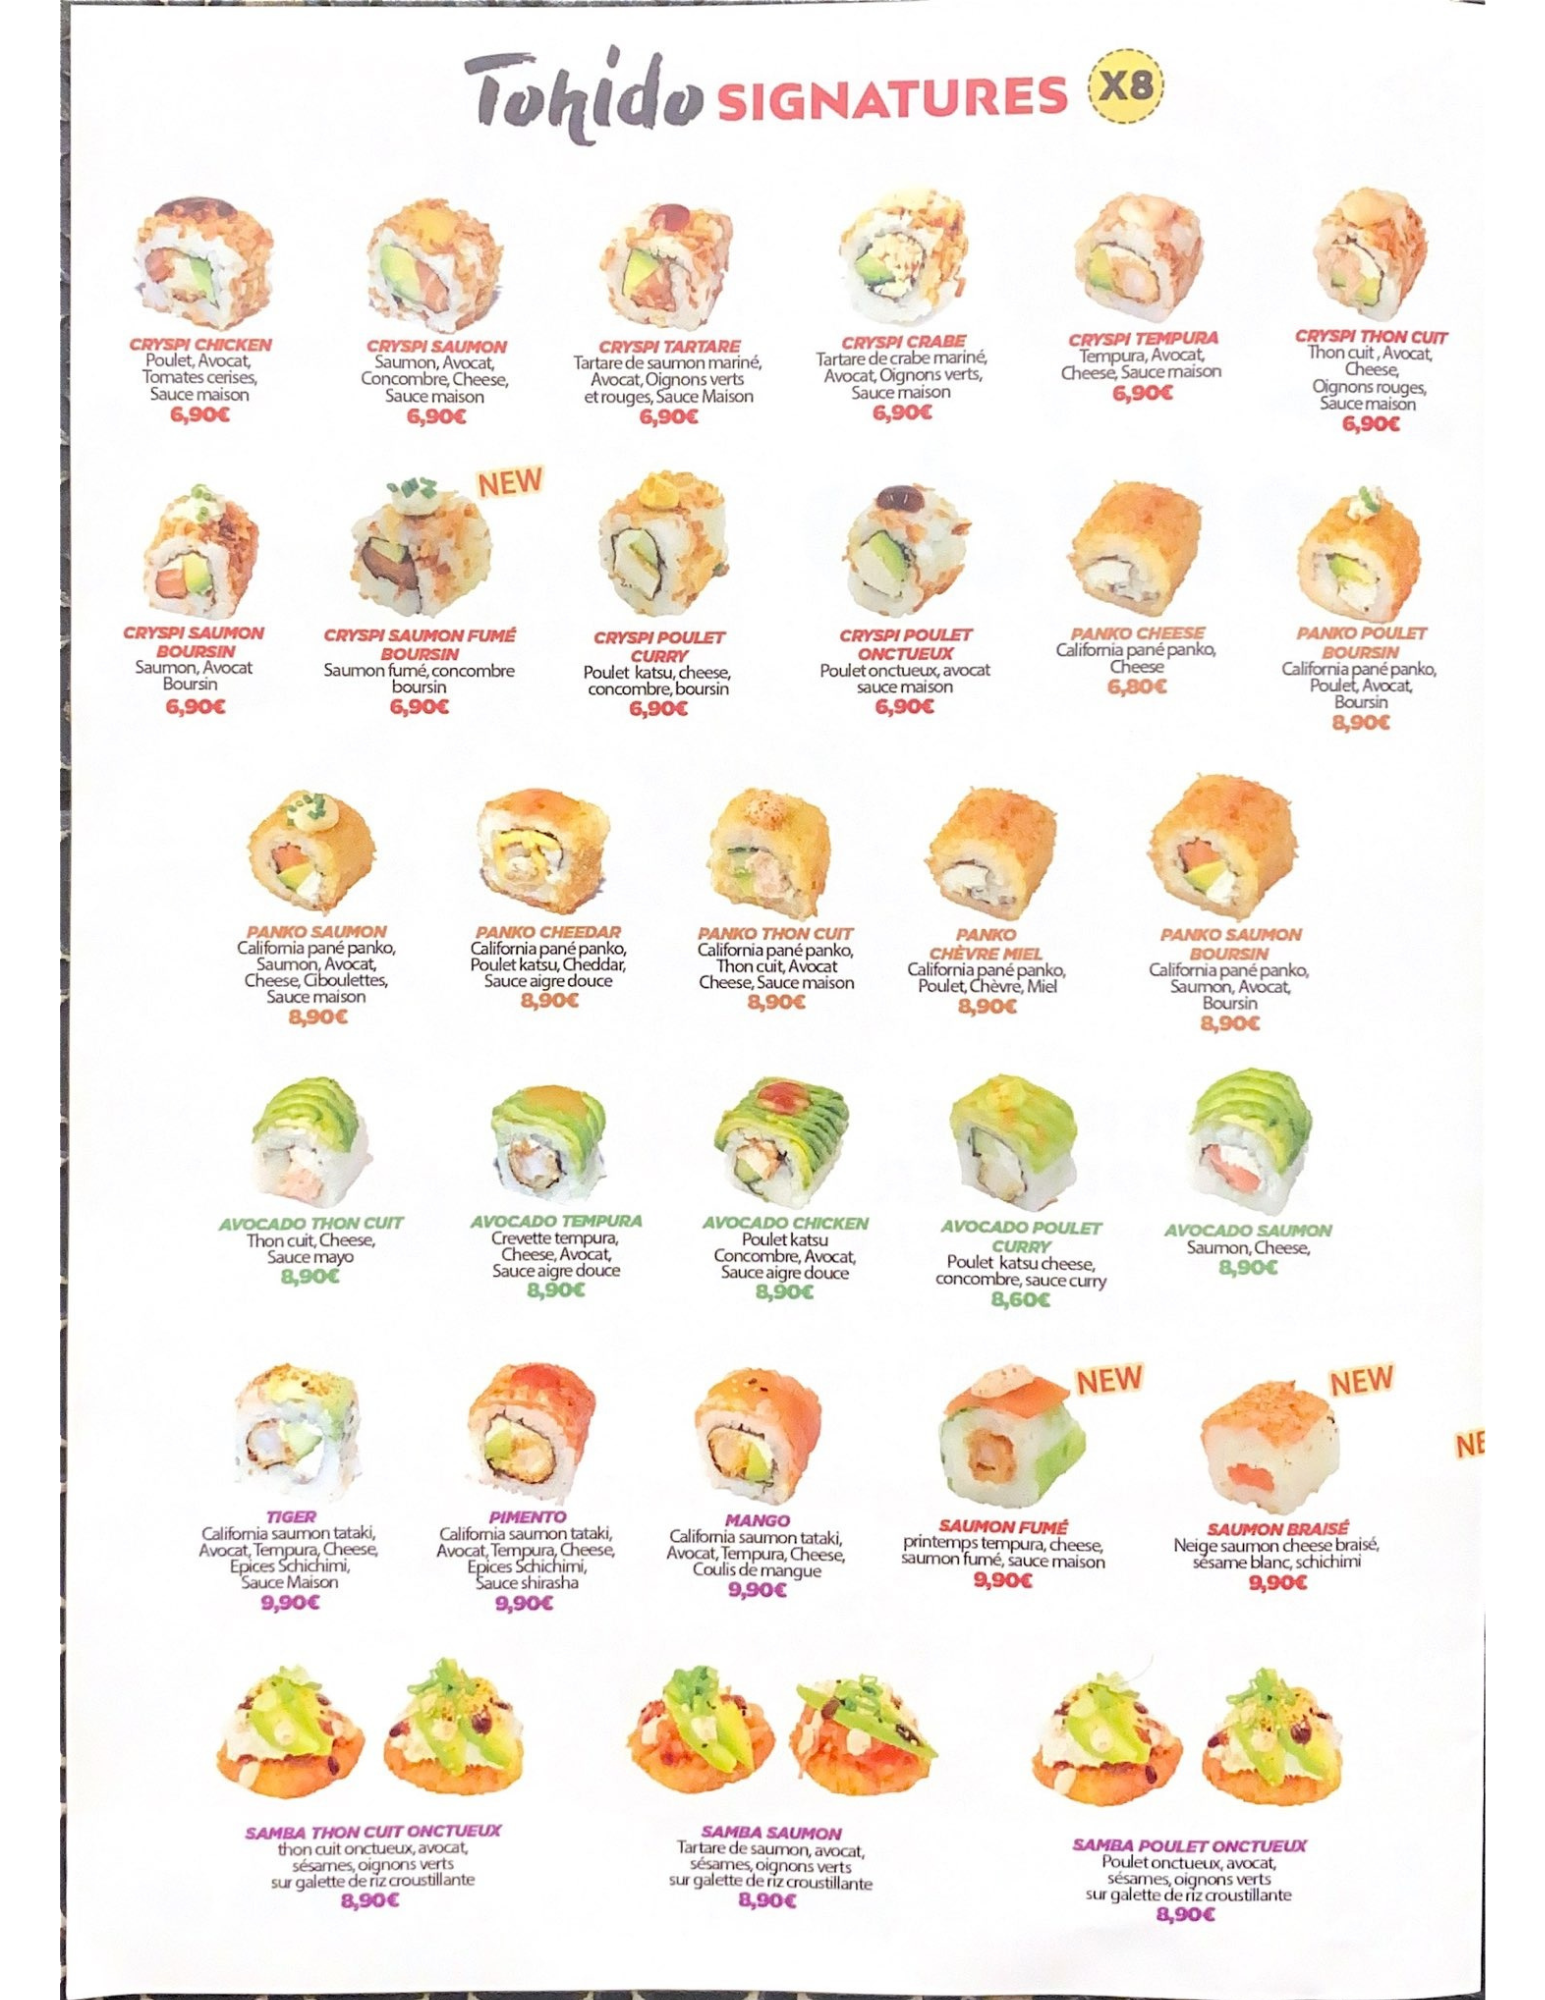 Tohido SIGNATURES X8
CRYSPI CHICKEN
Poulet, Avocat,
Tomates cerises,
Sauce maison
6,90€
CRYSPI SAUMON
Saumon, Avocat,
Concombre, Cheese,
Sauce maison
6,90€
CRYSPI TARTARE
Tartare de saumon mariné,
Avocat, Oignons verts
et rouges, Sauce Maison
6,90€
CRYSPI CRABE
Tartare de crabe mariné,
Avocat, Oignons verts,
Sauce maison
6,90€
CRYSPI TEMPURA
Tempura, Avocat,
Cheese, Sauce maison
6,90€
CRYSPI THON CUIT
Thon cuit, Avocat,
Cheese,
Oignons rouges,
Sauce maison
6,90€
CRYSPI SAUMON
BOURSIN
Saumon, Avocat
Boursin
6,90€
NEW
CRYSPI SAUMON FUMÉ
BOURSIN
Saumon fumé, concombre
boursin
6,90€
CRYSPI POULET
CURRY
Poulet katsu, cheese,
concombre, boursin
6,90€
CRYSPI POULET
ONCTUEUX
Poulet onctueux, avocat
sauce maison
6,90€
PANKO CHEESE
California pané panko,
Cheese
6,80€
PANKO POULET
BOURSIN
California pané panko,
Poulet, Avocat,
Boursin
8,90€
PANKO SAUMON
California pané panko,
Saumon, Avocat,
Cheese, Ciboulettes,
Sauce maison
8,90€
PANKO CHEEDAR
California pané panko,
Poulet katsu, Cheddar,
Sauce aigre douce
8,90€
PANKO THON CUIT
California pané panko,
Thon cuit, Avocat
Cheese, Sauce maison
8,90€
PANKO
CHÈVRE MIEL
California pané panko,
Poulet, Chèvre, Miel
8,90€
PANKO SAUMON
BOURSIN
California pané panko,
Saumon, Avocat,
Boursin
8,90€
AVOCADO THON CUIT
Thon cuit, Cheese,
Sauce mayo
8,90€
AVOCADO TEMPURA
Crevette tempura,
Cheese, Avocat,
Sauce aigre douce
8,90€
AVOCADO CHICKEN
Poulet katsu
Concombre, Avocat,
Sauce aigre douce
8,90€
AVOCADO POULET
CURRY
Poulet katsu cheese,
concombre, sauce curry
8,60€
AVOCADO SAUMON
Saumon, Cheese,
8,90€
TIGER
California saumon tataki,
Avocat, Tempura, Cheese,
Epices Schichimi,
Sauce Maison
9,90€
PIMENTO
California saumon tataki,
Avocat, Tempura, Cheese,
Epices Schichimi,
Sauce shirasha
9,90€
MANGO
California saumon tataki,
Avocat, Tempura, Cheese,
Coulis de mangue
9,90€
NEW
SAUMON FUMÉ
printemps tempura, cheese,
saumon fumé, sauce maison
9,90€
NEW
SAUMON BRAISÉ
Neige saumon cheese braisé,
sésame blanc, schichimi
9,90€
NE
SAMBA THON CUIT ONCTUEUX
thon cuit onctueux, avocat,
sésames, oignons verts
sur galette de riz croustillante
8,90€
SAMBA SAUMON
Tartare de saumon, avocat,
sésames, oignons verts
sur galette de riz croustillante
8,90€
SAMBA POULET ONCTUEUX
Poulet onctueux, avocat,
sésames, oignons verts
sur galette de riz croustillante
8,90€